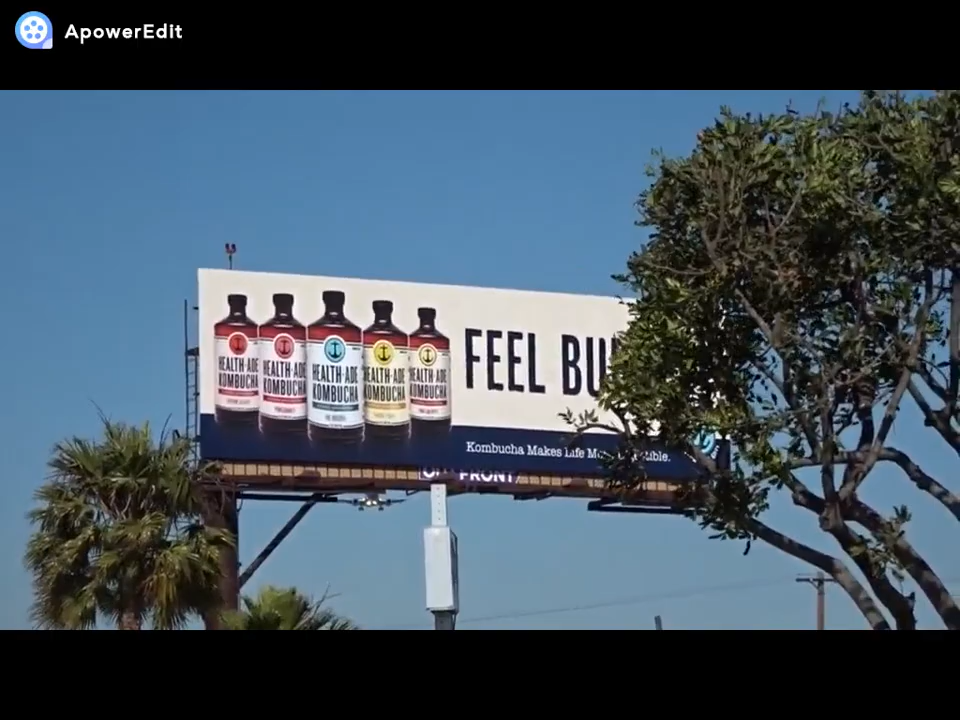 ApowerEdit
FEEL BU
HEALTH-ADE
KOMBUCHA
HEALTH-ADE
KOMBUCHA
HEALTH-ADE
KOMBUCHA
HEALTH-ADE
KOMBUCHA
HEALTH-ADE
KOMBUCHA
Kombucha Makes Life
FRONT